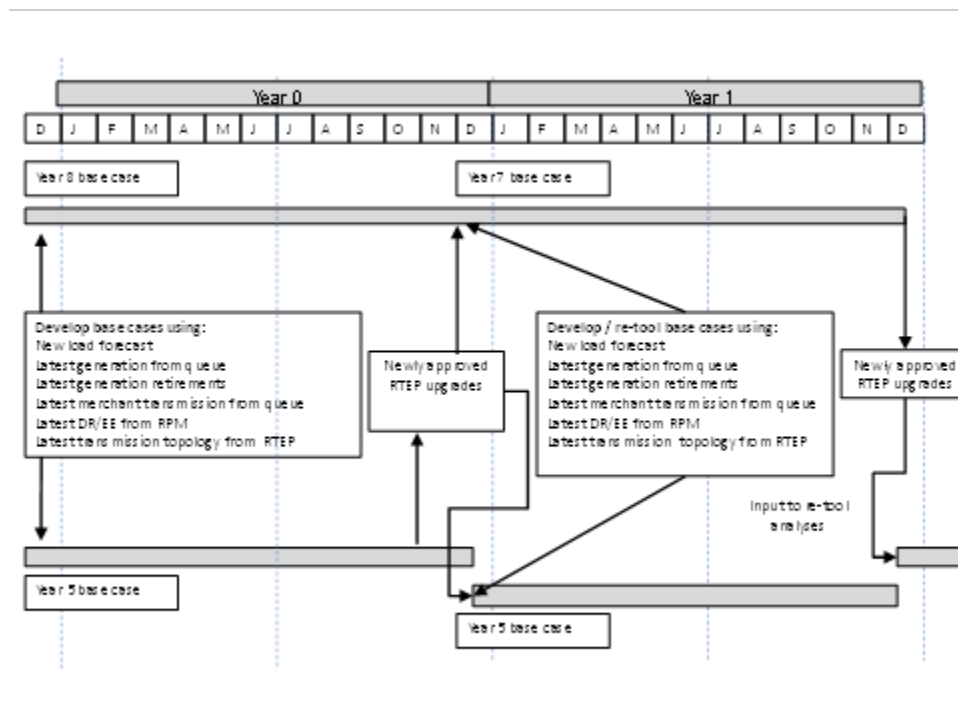 Year 0
Year 1
D J F M A M J J A S O N D J F M A M J J A S O N D
Year 8 base case
Year 7 base case
Develop base cases using:
New load forecast
Latest generation from queue
Latest generation retirements
Latest merchant transmission from queue
Latest DR/EE from RPM
Latest transmission topology from RTEP
Newly approved
RTEP upgrades
Develop / re-tool base cases using:
New load forecast
Latest generation from queue
Latest generation retirements
Latest merchant transmission from queue
Latest DR/EE from RPM
Latest transmission topology from RTEP
Newly approved
RTEP upgrades
Input to re-tool
analyses
Year 5 base case
Year 5 base case